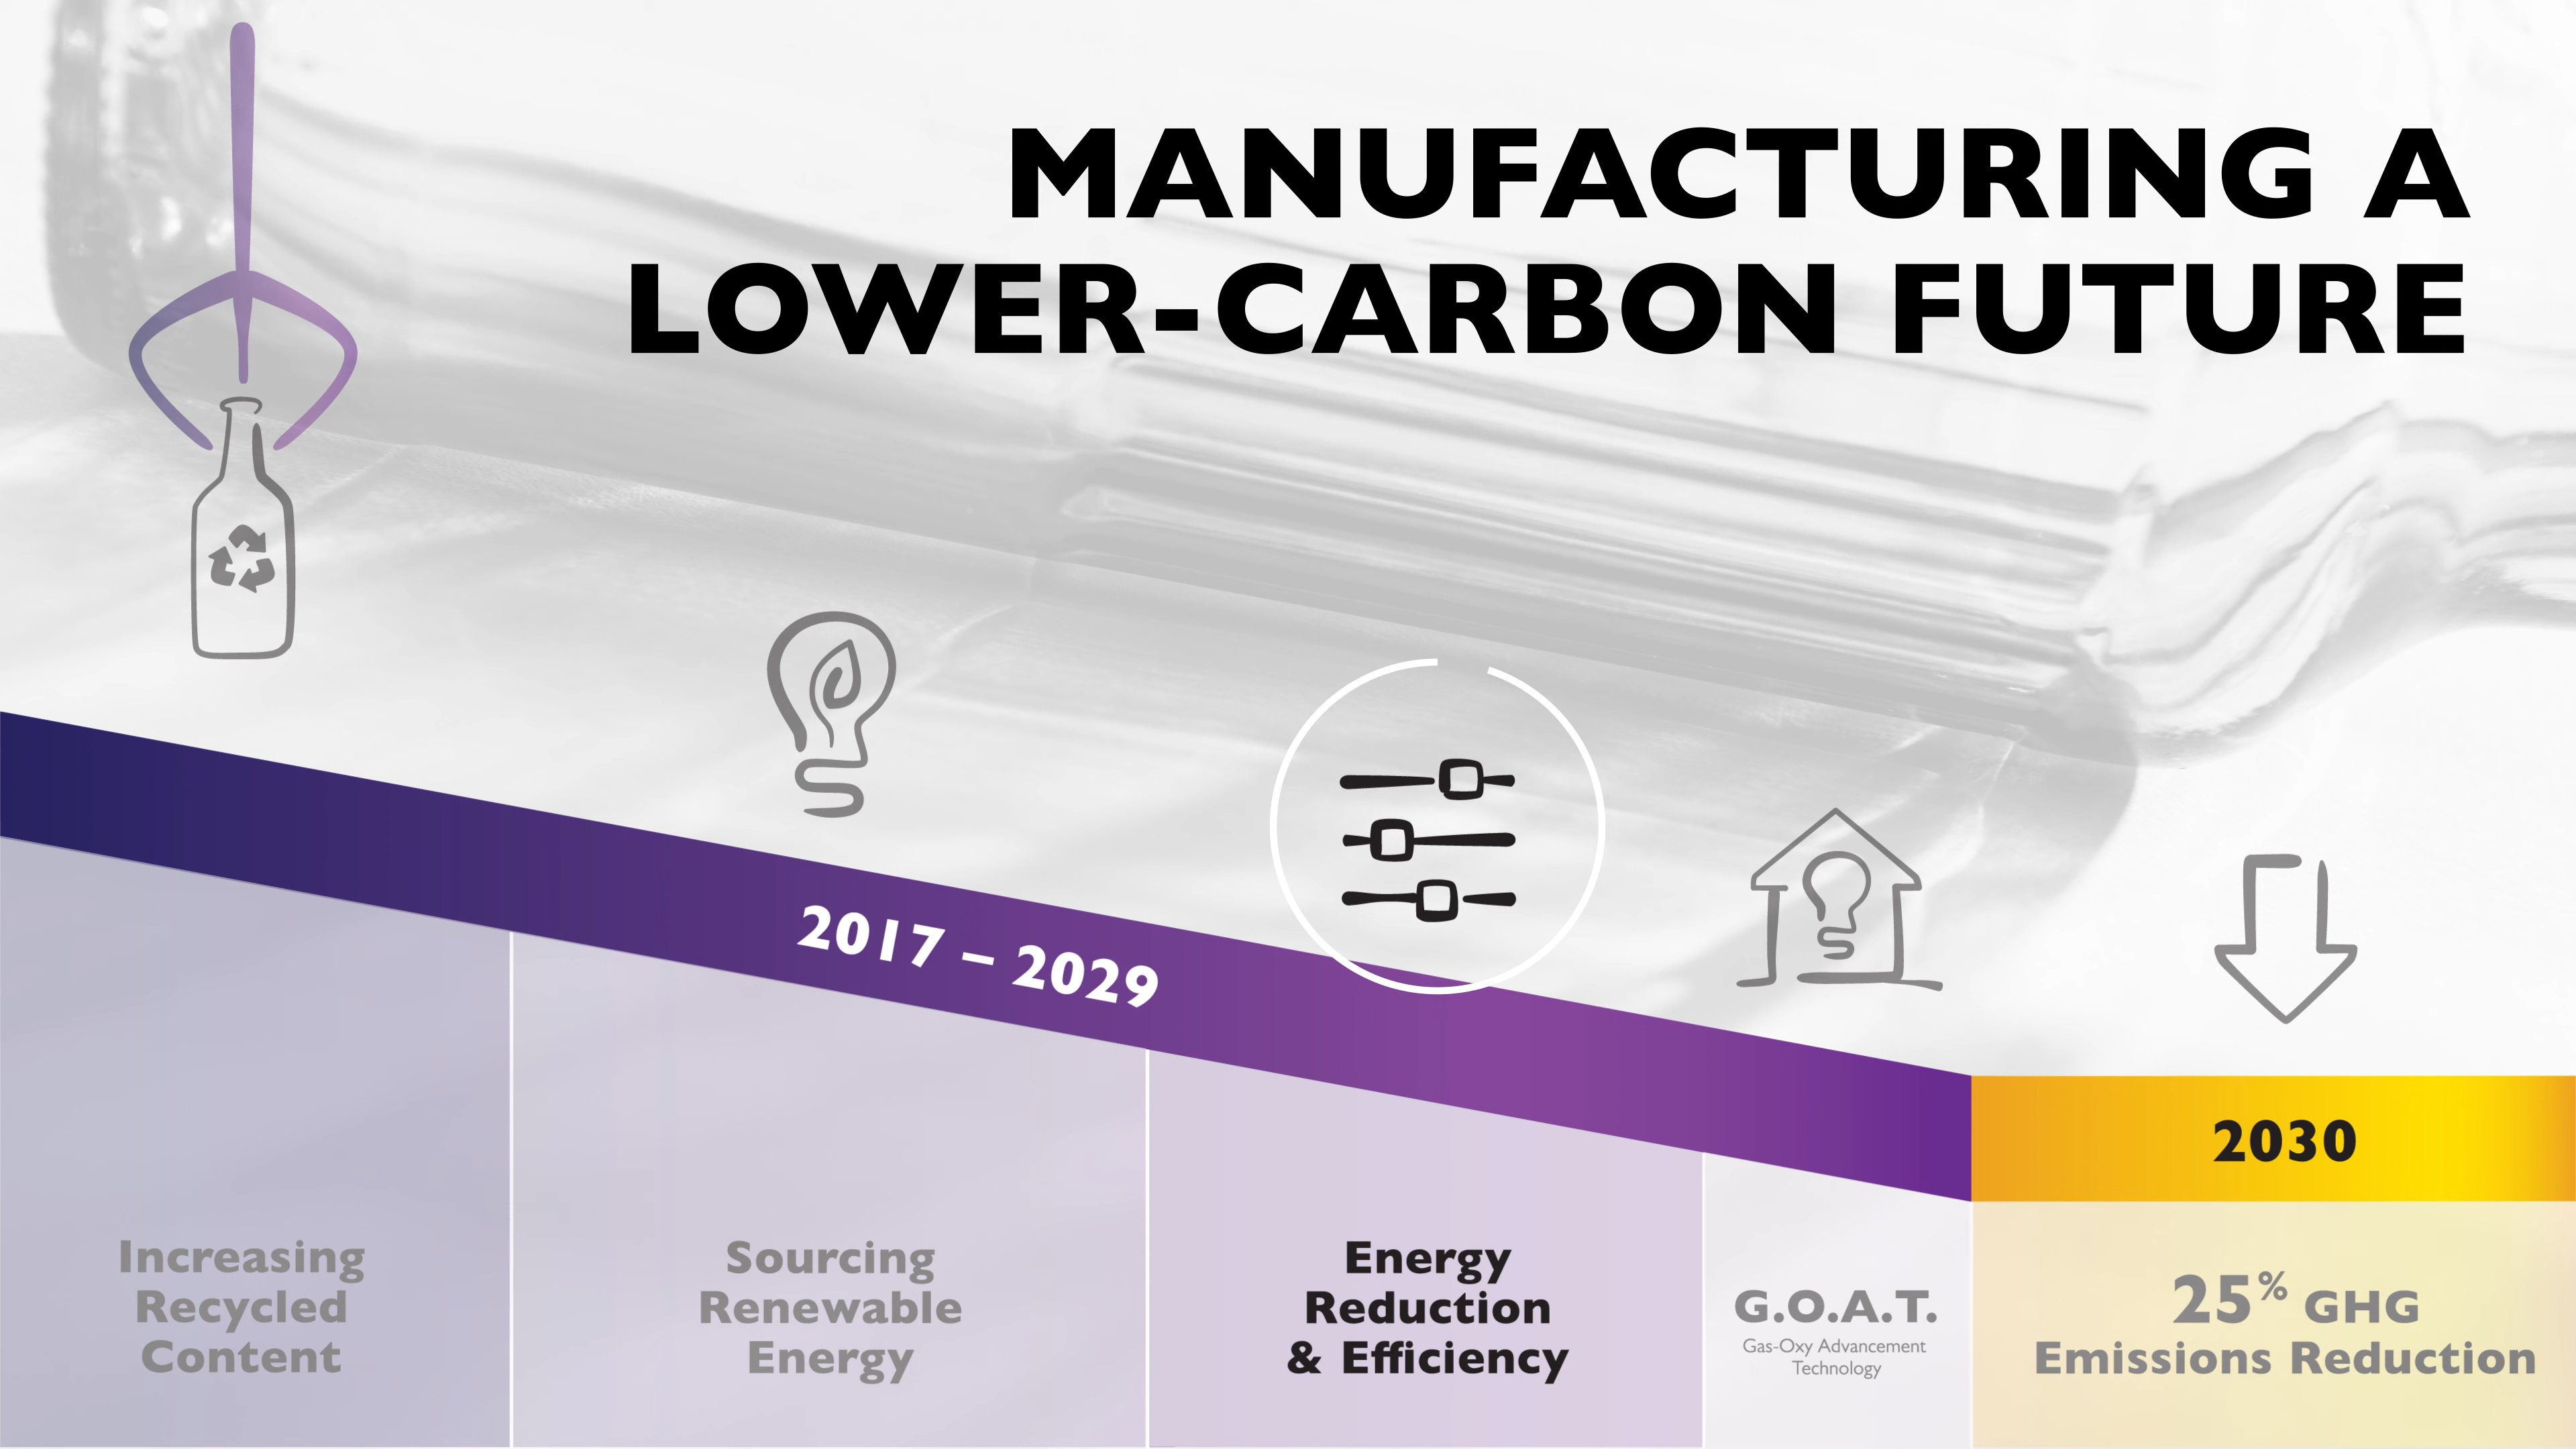 MANUFACTURING A
LOWER-CARBON FUTURE
2017 – 2029
2030
Increasing
Recycled
Content
Sourcing
Renewable
Energy
Energy
Reduction
& Efficiency
G.O.A.T.
Gas-Oxy Advancement
Technology
25% GHG
Emissions Reduction